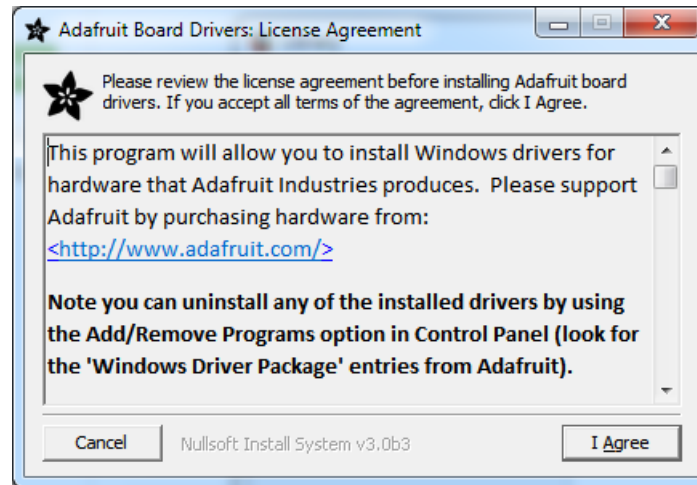 Adafruit Board Drivers: License Agreement
Please review the license agreement before installing Adafruit board
drivers. If you accept all terms of the agreement, click I Agree.
This program will allow you to install Windows drivers for
hardware that Adafruit Industries produces.  Please support
Adafruit by purchasing hardware from:
<http://www.adafruit.com/>
Note you can uninstall any of the installed drivers by using
the Add/Remove Programs option in Control Panel (look for
the 'Windows Driver Package' entries from Adafruit).
Cancel
Nullsoft Install System v3.0b3
I Agree